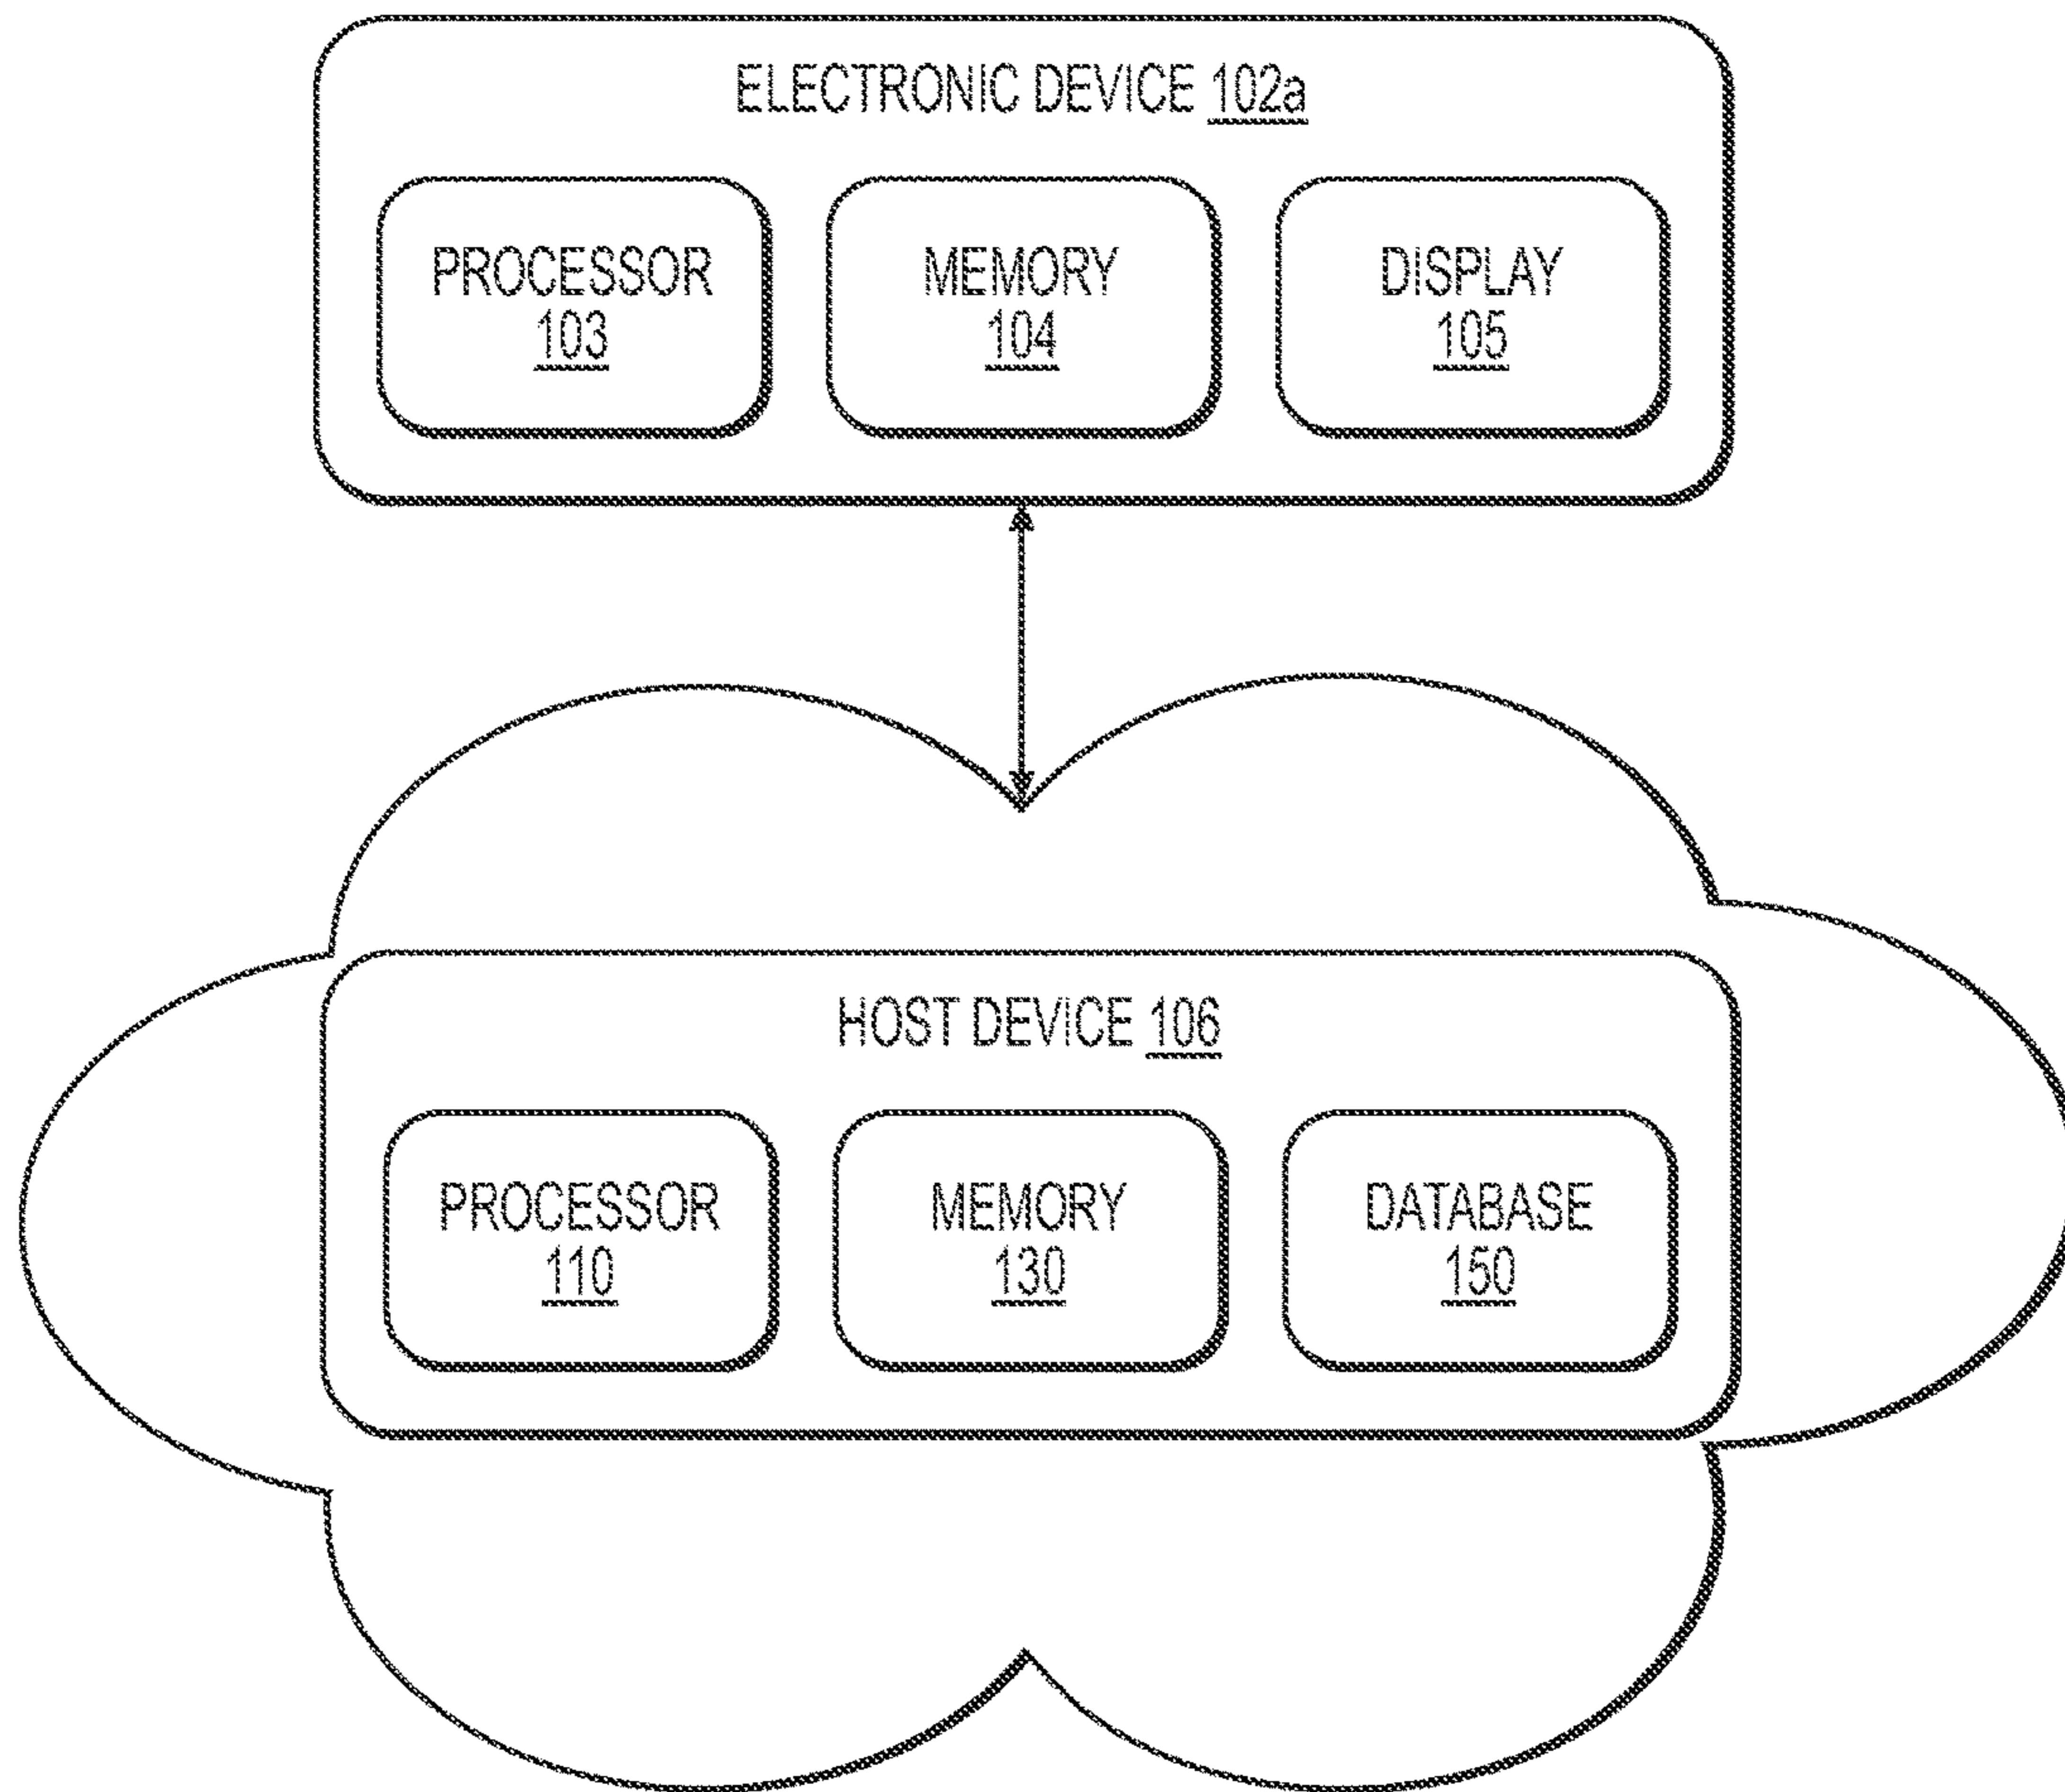 ELECTRONIC DEVICE 102a
PROCESSOR
103
MEMORY
104
DISPLAY
105
HOST DEVICE 106
PROCESSOR
110
MEMORY
130
DATABASE
150